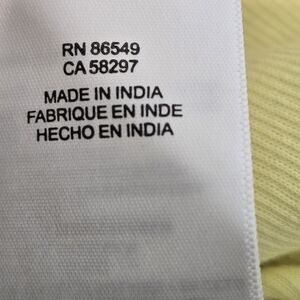 RN 86549
CA 58297
MADE IN INDIA
FABRIQUE EN INDE
HECHO EN INDIA